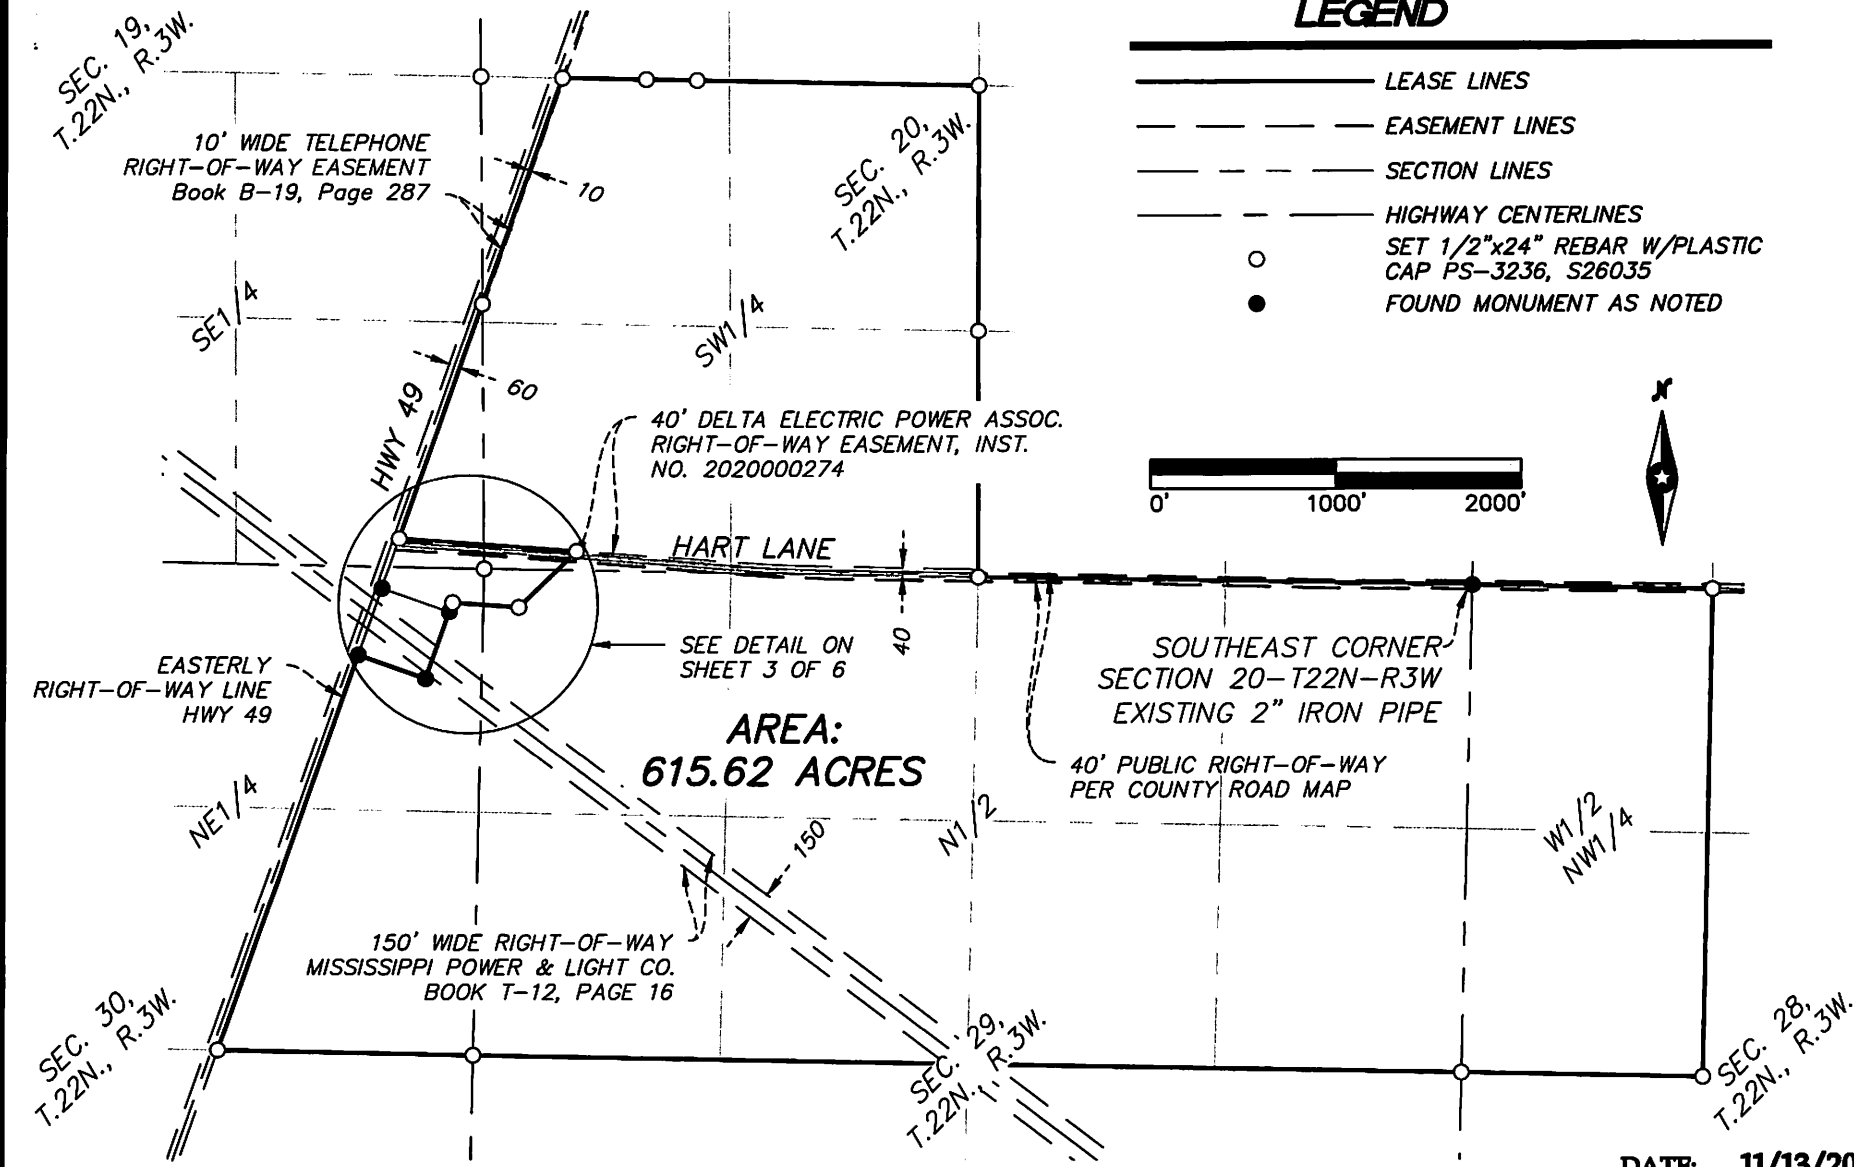 LEGEND
LEASE LINES
EASEMENT LINES
SECTION LINES
HIGHWAY CENTERLINES
SET 1/2"x24" REBAR W/PLASTIC
CAP PS-3236, S26035
FOUND MONUMENT AS NOTED
SEC. 19,
T.22N., R.3W.
10' WIDE TELEPHONE
RIGHT-OF-WAY EASEMENT
Book B-19, Page 287
10
SEC. 20,
T.22N., R.3W.
SE1/4
SW1/4
60
HWY 49
40' DELTA ELECTRIC POWER ASSOC.
RIGHT-OF-WAY EASEMENT, INST.
NO. 2020000274
N
0' 1000' 2000'
HART LANE
40
SEE DETAIL ON
SHEET 3 OF 6
EASTERLY
RIGHT-OF-WAY LINE
HWY 49
SOUTHEAST CORNER
SECTION 20-T22N-R3W
EXISTING 2" IRON PIPE
AREA:
615.62 ACRES
40' PUBLIC RIGHT-OF-WAY
PER COUNTY ROAD MAP
NE1/4
N1/2
W1/2
NW1/4
150
150' WIDE RIGHT-OF-WAY
MISSISSIPPI POWER & LIGHT CO.
BOOK T-12, PAGE 16
SEC. 30,
T.22N., R.3W.
SEC. 29,
T.22N., R.3W.
SEC. 28,
T.22N., R.3W.
DATE: 11/13/20